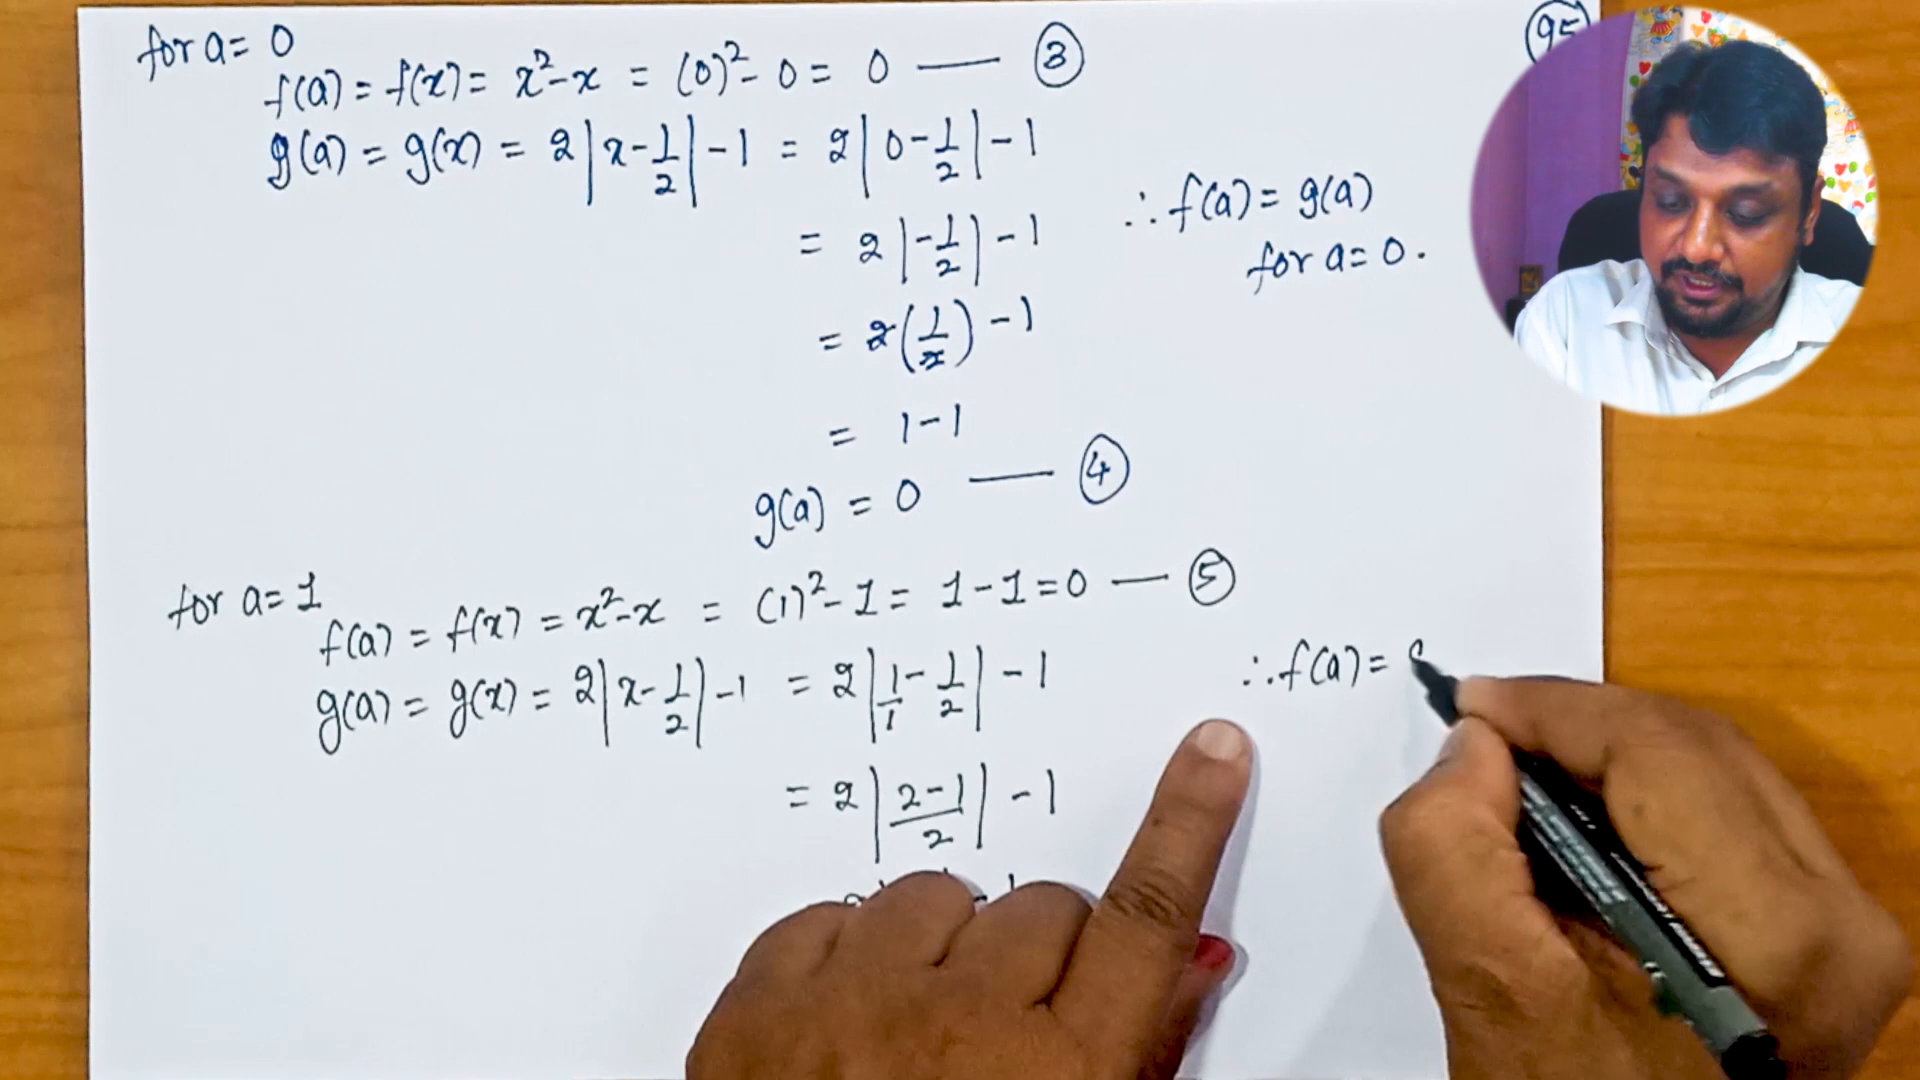 for a= 0
95
f(a) = f(x) = x²-x = (0)²- 0 = 0 —— ③
g(a) = g(x) = 2|x-1/2|-1 = 2|0-1/2|-1
= 2|-1/2|-1
∴ f(a) = g(a)
for a= 0.
= 2(1/2)-1
= 1-1
g(a) = 0 —— ④
for a= 1
f(a) = f(x) = x²-x = (1)²-1 = 1-1=0 — ⑤
g(a) = g(x) = 2|x-1/2|-1 = 2|1/1-1/2|-1
∴ f(a) =
= 2|2-1/2|-1